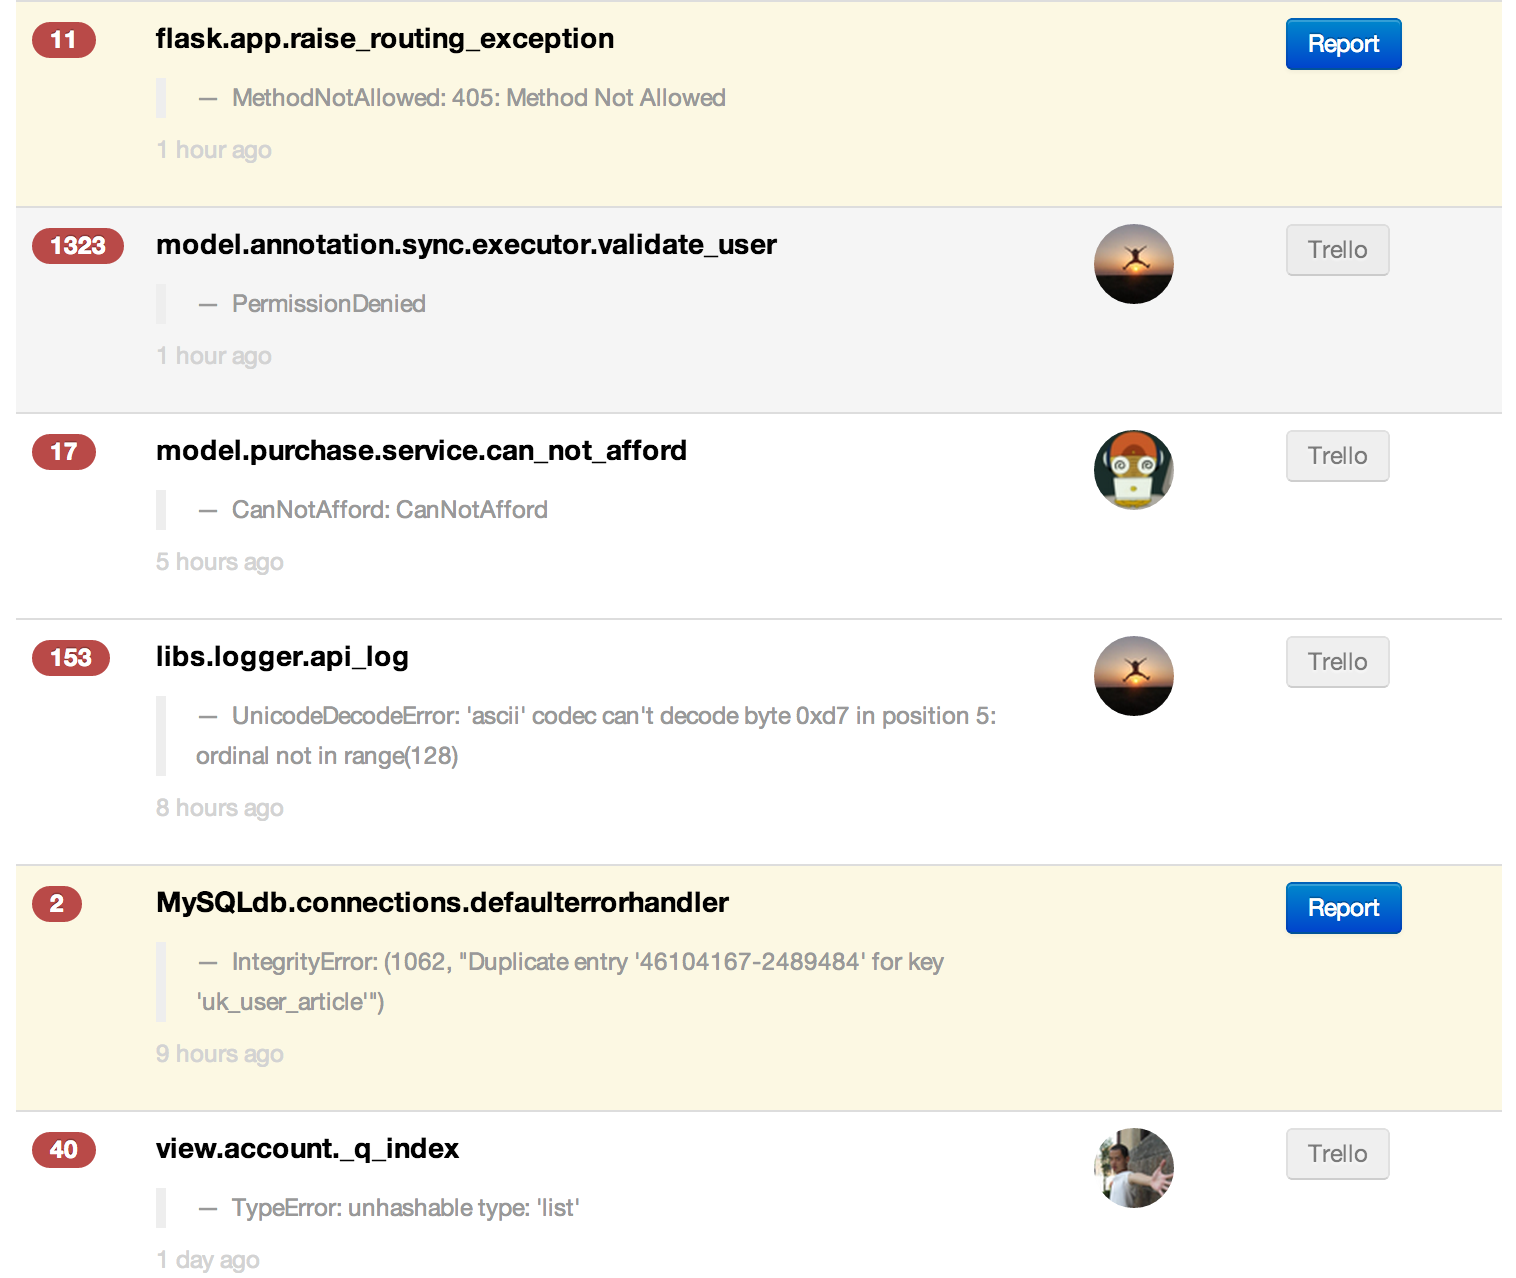 11 flask.app.raise_routing_exception Report
— MethodNotAllowed: 405: Method Not Allowed
1 hour ago
1323 model.annotation.sync.executor.validate_user Trello
— PermissionDenied
1 hour ago
17 model.purchase.service.can_not_afford Trello
— CanNotAfford: CanNotAfford
5 hours ago
153 libs.logger.api_log Trello
— UnicodeDecodeError: 'ascii' codec can't decode byte 0xd7 in position 5:
ordinal not in range(128)
8 hours ago
2 MySQLdb.connections.defaulterrorhandler Report
— IntegrityError: (1062, "Duplicate entry '46104167-2489484' for key
'uk_user_article'")
9 hours ago
40 view.account._q_index Trello
— TypeError: unhashable type: 'list'
1 day ago